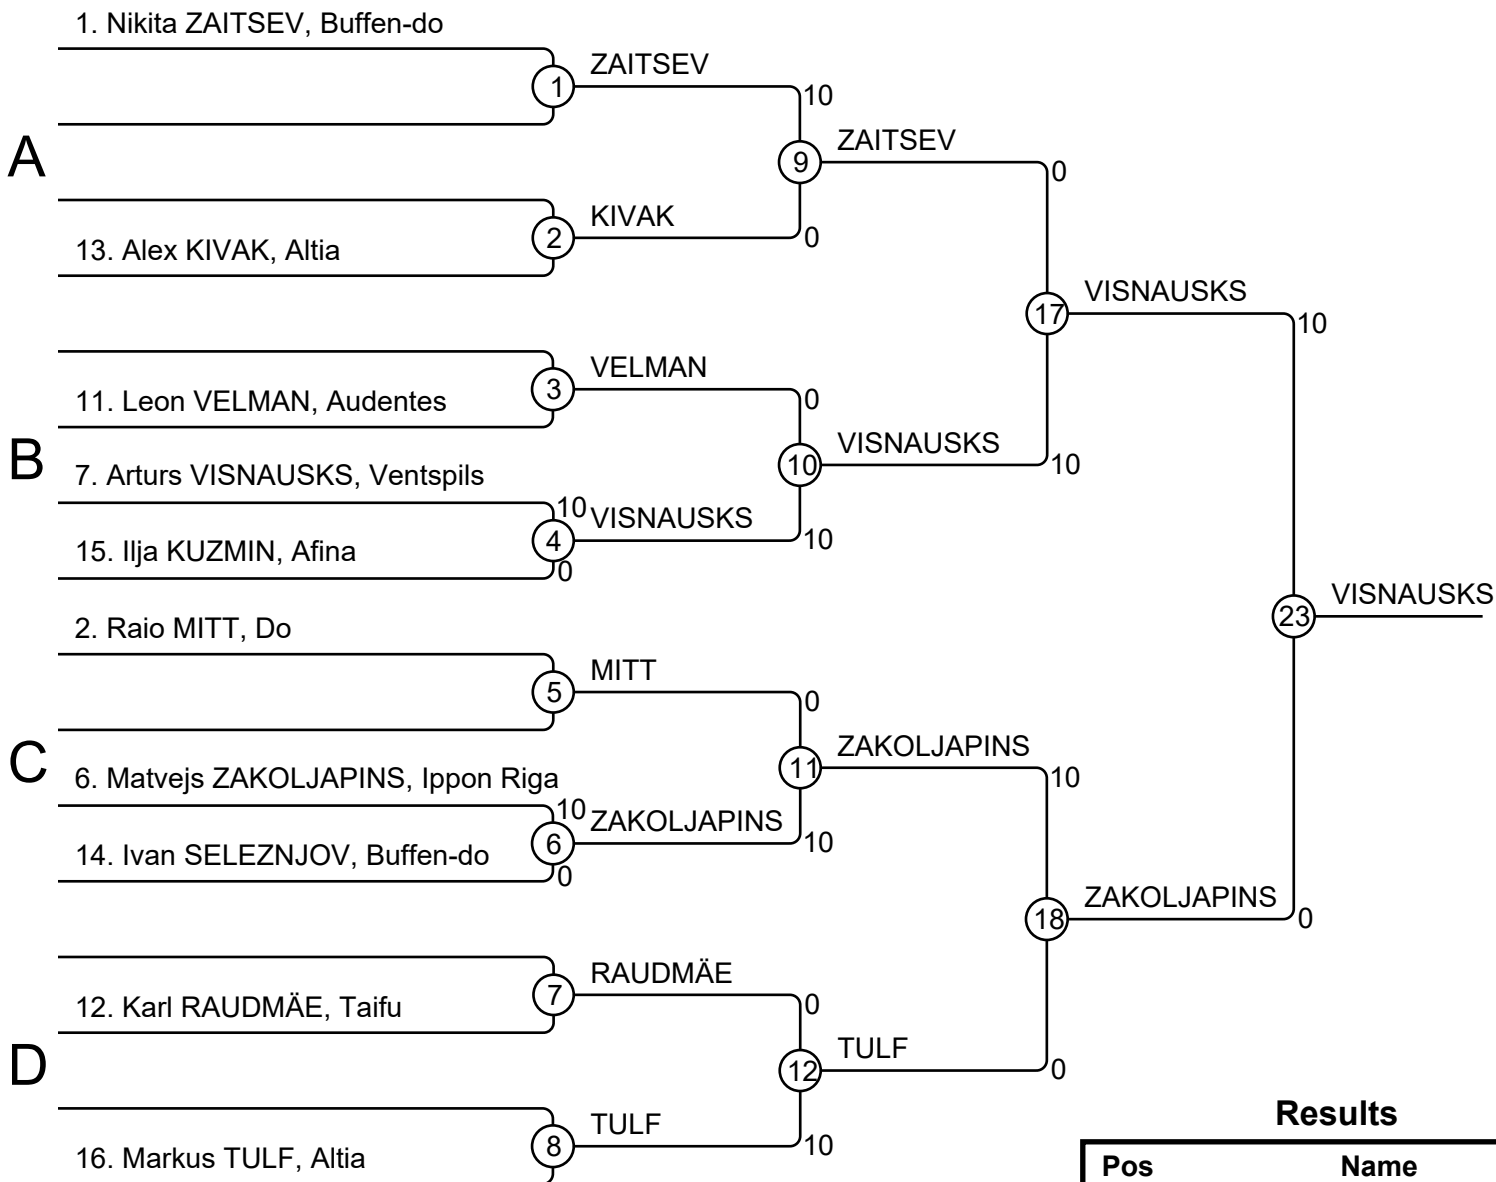 1. Nikita ZAITSEV, Buffen-do
1
ZAITSEV
10
A
9
ZAITSEV
0
13. Alex KIVAK, Altia
2
KIVAK
0
17
VISNAUSKS
10
11. Leon VELMAN, Audentes
3
VELMAN
0
B
10
VISNAUSKS
10
7. Arturs VISNAUSKS, Ventspils
10
4
VISNAUSKS
10
15. Ilja KUZMIN, Afina
0
23
VISNAUSKS
2. Raio MITT, Do
5
MITT
0
C
11
ZAKOLJAPINS
10
6. Matvejs ZAKOLJAPINS, Ippon Riga
10
6
ZAKOLJAPINS
10
14. Ivan SELEZNJOV, Buffen-do
0
18
ZAKOLJAPINS
0
12. Karl RAUDMÄE, Taifu
7
RAUDMÄE
0
D
12
TULF
0
16. Markus TULF, Altia
8
TULF
10
Results
Pos Name